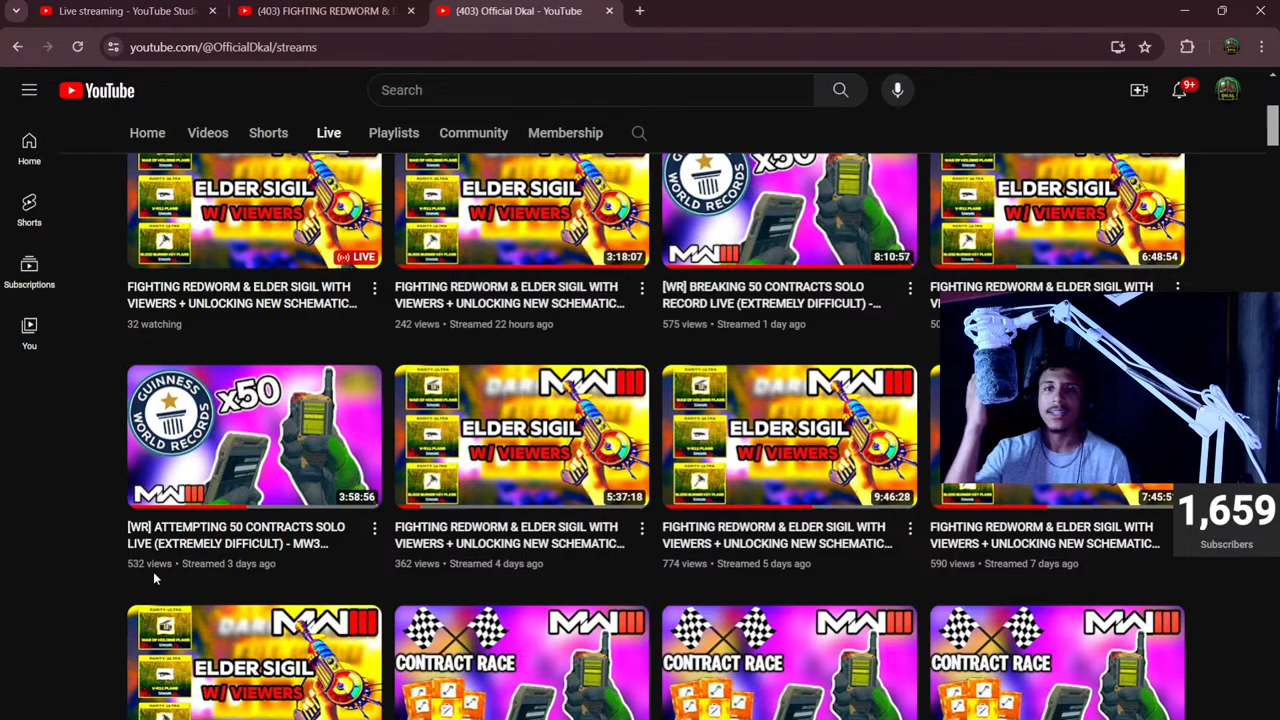 Live streaming - YouTube Studi
(403) FIGHTING REDWORM &
(403) Official Dkal - YouTube
youtube.com/@OfficialDkal/streams
YouTube
Search
9+
Home
Videos
Shorts
Live
Playlists
Community
Membership
Home
Shorts
Subscriptions
You
ELDER SIGIL
W/ VIEWERS
LIVE
FIGHTING REDWORM & ELDER SIGIL WITH
VIEWERS + UNLOCKING NEW SCHEMATIC...
32 watching
ELDER SIGIL
W/ VIEWERS
3:18:07
FIGHTING REDWORM & ELDER SIGIL WITH
VIEWERS + UNLOCKING NEW SCHEMATIC...
242 views • Streamed 22 hours ago
x50
WORLD RECORDS
MWIII
8:10:57
[WR] BREAKING 50 CONTRACTS SOLO
RECORD LIVE (EXTREMELY DIFFICULT) -...
575 views • Streamed 1 day ago
ELDER SIGIL
W/ VIEWERS
6:48:54
FIGHTING REDWORM & ELDER SIGIL WITH
GUINNESS
WORLD RECORDS
x50
MWIII
3:58:56
[WR] ATTEMPTING 50 CONTRACTS SOLO
LIVE (EXTREMELY DIFFICULT) - MW3...
532 views • Streamed 3 days ago
MWIII
ELDER SIGIL
W/ VIEWERS
5:37:18
FIGHTING REDWORM & ELDER SIGIL WITH
VIEWERS + UNLOCKING NEW SCHEMATIC...
362 views • Streamed 4 days ago
MWIII
ELDER SIGIL
W/ VIEWERS
9:46:28
FIGHTING REDWORM & ELDER SIGIL WITH
VIEWERS + UNLOCKING NEW SCHEMATIC...
774 views • Streamed 5 days ago
7:45:5
FIGHTING REDWORM & ELDER SIGIL WITH
VIEWERS + UNLOCKING NEW SCHEMATIC...
590 views • Streamed 7 days ago
1,659
Subscribers
MWIII
ELDER SIGIL
W/ VIEWERS
MWIII
CONTRACT RACE
MWIII
CONTRACT RACE
MWIII
CONTRACT RACE